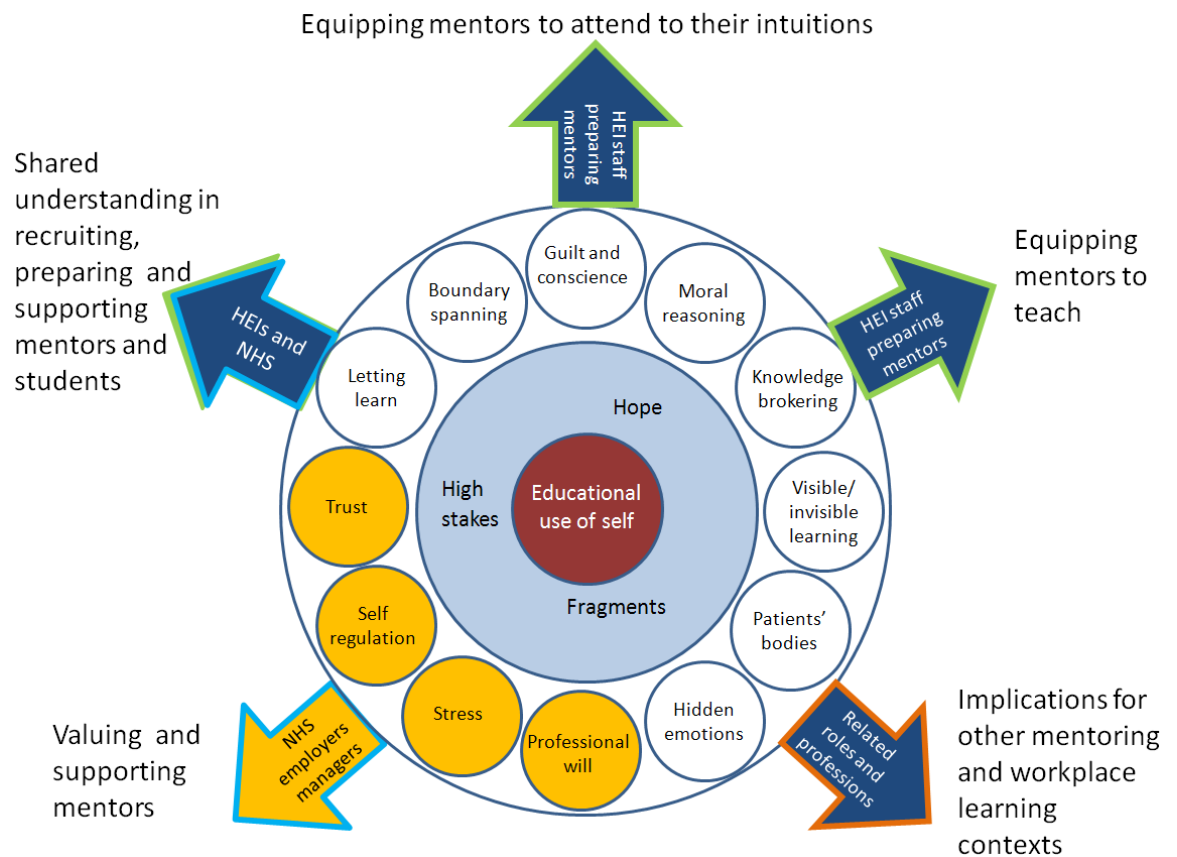 Equipping mentors to attend to their intuitions
HEI staff
preparing
mentors
Shared
understanding in
recruiting,
preparing and
supporting
mentors and
students
HEIs and
NHS
Equipping
mentors to
teach
HEI staff
preparing
mentors
Guilt and
conscience
Boundary
spanning
Moral
reasoning
Letting
learn
Knowledge
brokering
Hope
Trust
High
stakes
Educational
use of self
Visible/
invisible
learning
Self
regulation
Fragments
Patients’
bodies
Stress
Professional
will
Hidden
emotions
Valuing and
supporting
mentors
NHS
employers
managers
Related
roles and
professions
Implications for
other mentoring
and workplace
learning
contexts